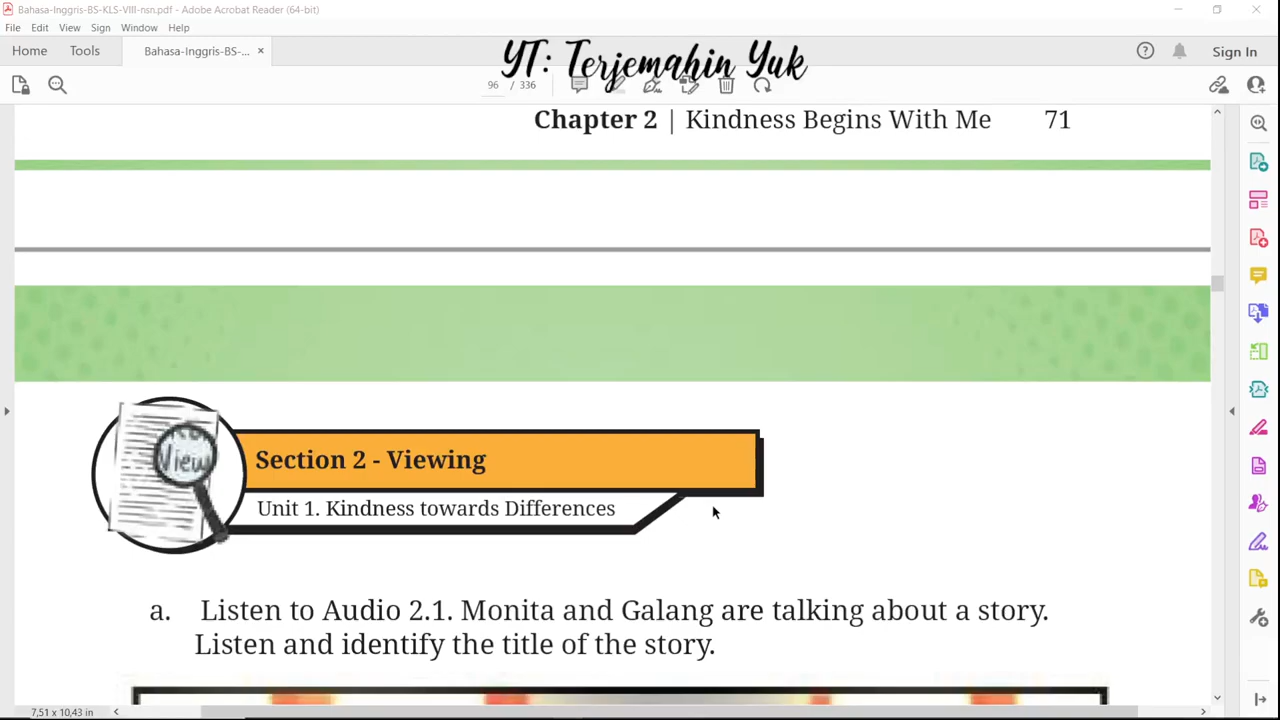 Bahasa-Inggris-BS-KLS-VIII-nsn.pdf - Adobe Acrobat Reader (64-bit)
File Edit View Sign Window Help
Home Tools Bahasa-Inggris-BS-... × Sign In
YT: Terjemahin Yuk
96 / 336
Chapter 2 | Kindness Begins With Me 71
View
Section 2 - Viewing
Unit 1. Kindness towards Differences
a. Listen to Audio 2.1. Monita and Galang are talking about a story.
Listen and identify the title of the story.
7,51 x 10,43 in